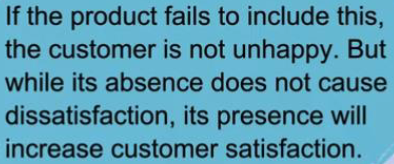 If the product fails to include this,
the customer is not unhappy. But
while its absence does not cause
dissatisfaction, its presence will
increase customer satisfaction.